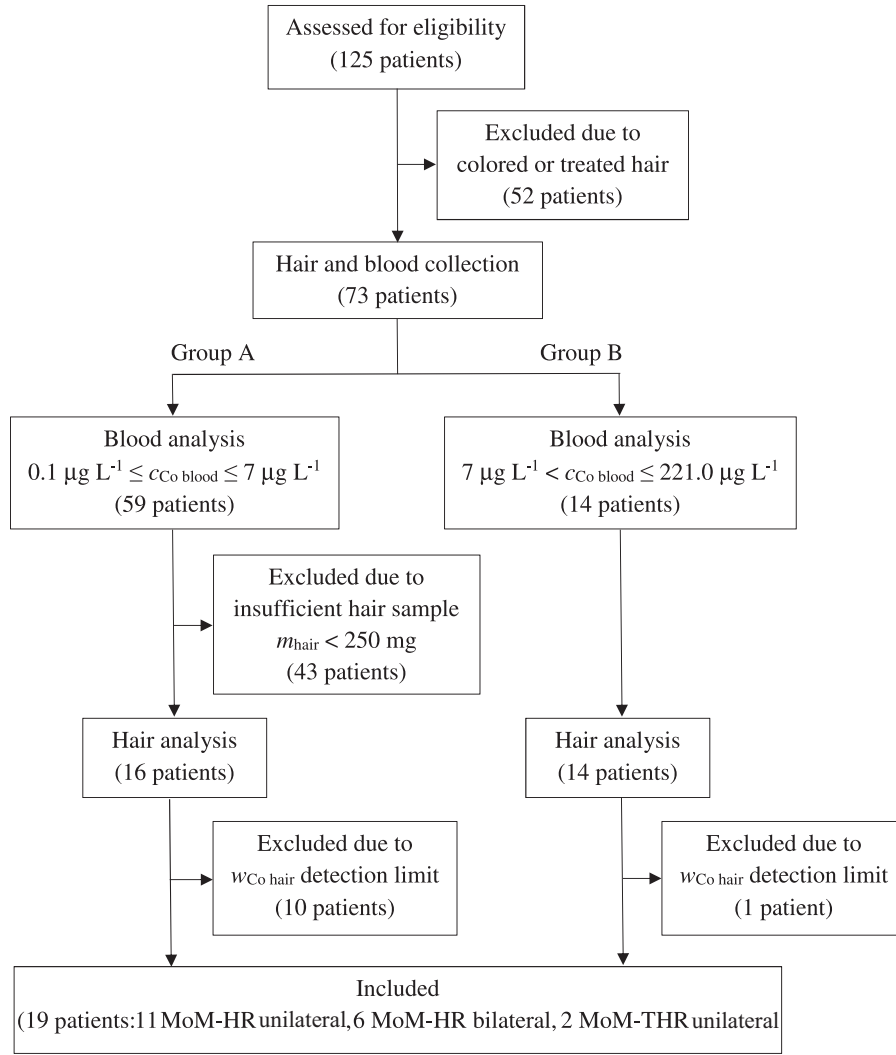 Assessed for eligibility
(125 patients)
Excluded due to
colored or treated hair
(52 patients)
Hair and blood collection
(73 patients)
Group A
Group B
Blood analysis
0.1 µg L⁻¹ ≤ c_Co blood ≤ 7 µg L⁻¹
(59 patients)
Blood analysis
7 µg L⁻¹ < c_Co blood ≤ 221.0 µg L⁻¹
(14 patients)
Excluded due to
insufficient hair sample
m_hair < 250 mg
(43 patients)
Hair analysis
(16 patients)
Hair analysis
(14 patients)
Excluded due to
w_Co hair detection limit
(10 patients)
Excluded due to
w_Co hair detection limit
(1 patient)
Included
(19 patients:11 MoM-HR unilateral, 6 MoM-HR bilateral, 2 MoM-THR unilateral